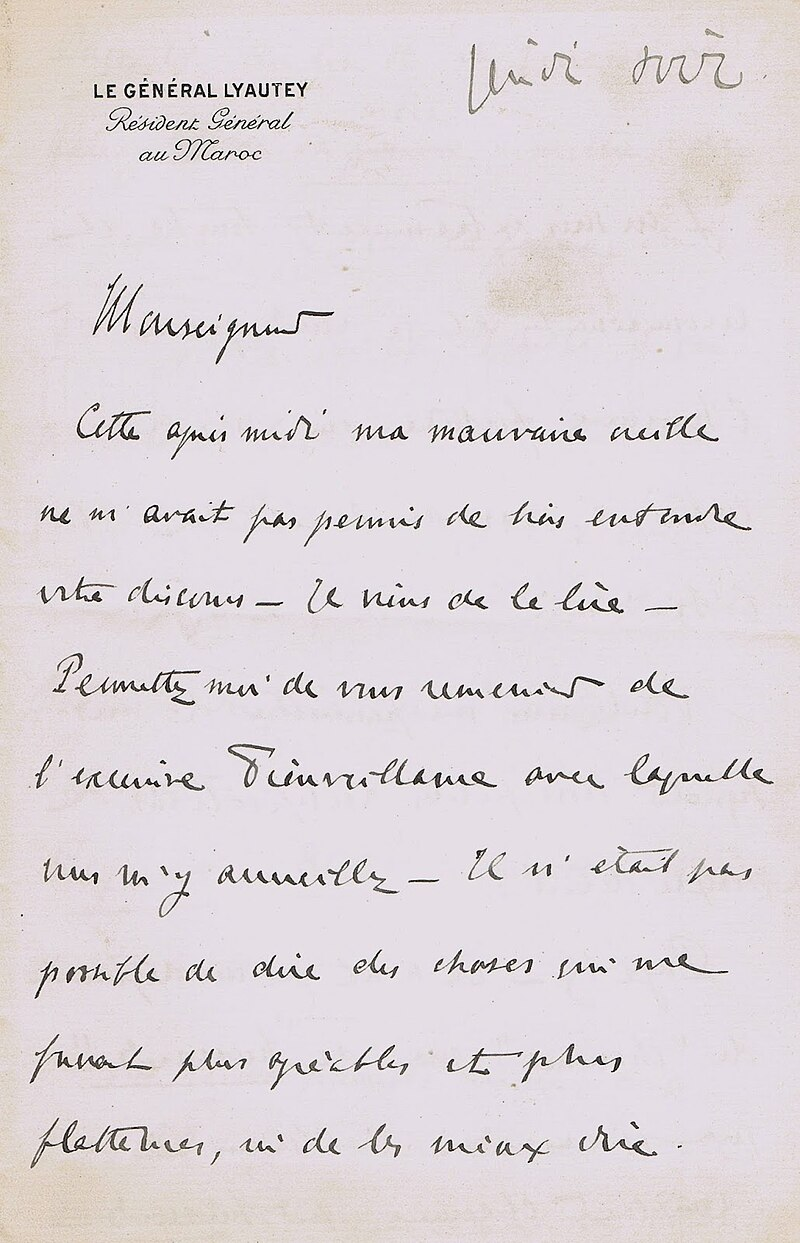 LE GÉNÉRAL LYAUTEY
Résident Général
au Maroc
Jeudi soir
Monseigneur
Cette après midi ma mauvaise oreille
ne m'avait pas permis de bien entendre
votre discours — Je viens de le lire —
Permettez moi de vous remercier de
l'excessive bienveillance avec laquelle
vous m'y accueillez — Il n'était pas
possible de dire des choses qui me
fussent plus agréables et plus
flatteuses, ni de les mieux dire.